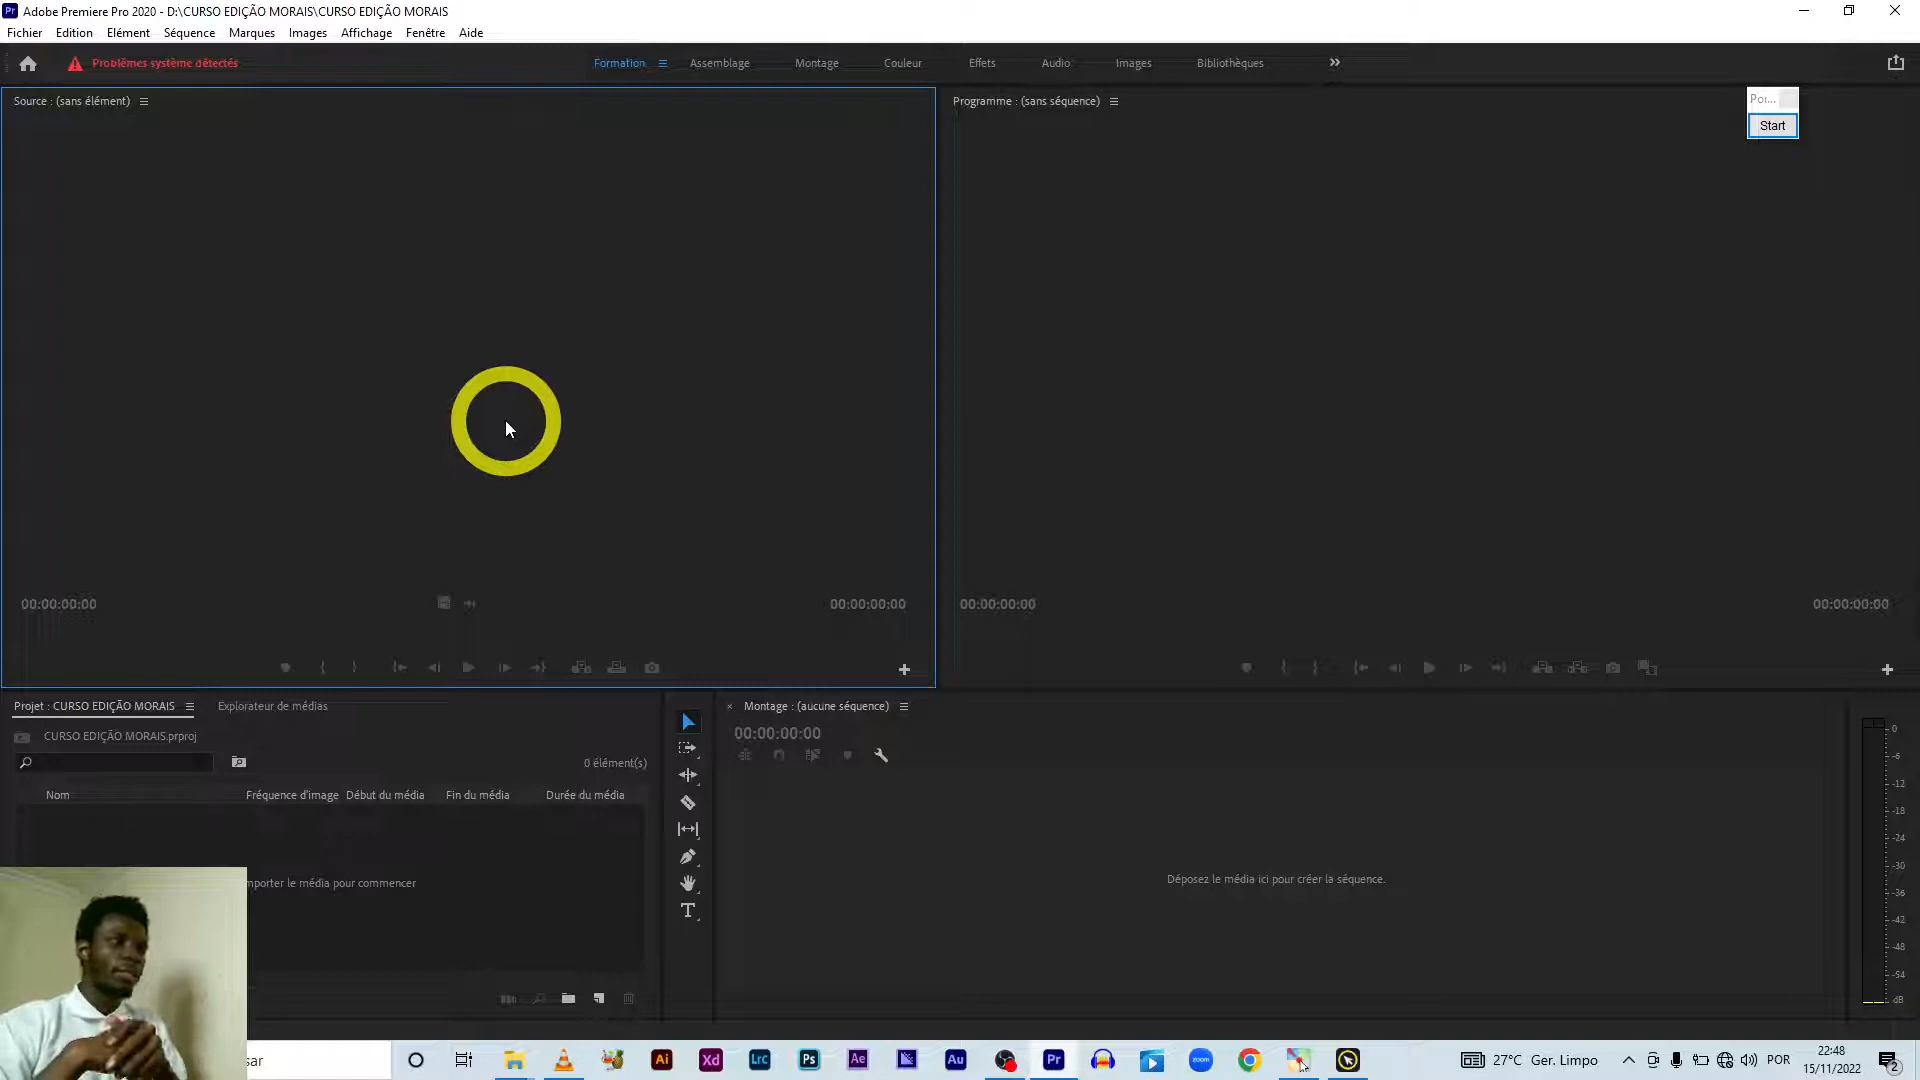 Adobe Premiere Pro 2020 - D:\CURSO EDIÇÃO MORAIS\CURSO EDIÇÃO MORAIS
Fichier Edition Elément Séquence Marques Images Affichage Fenêtre Aide
Problèmes système détectés
Formation Assemblage Montage Couleur Effets Audio Images Bibliothèques
Source : (sans élément)
Programme : (sans séquence)
Poi...
Start
00:00:00:00 00:00:00:00
00:00:00:00 00:00:00:00
Projet : CURSO EDIÇÃO MORAIS
Explorateur de médias
CURSO EDIÇÃO MORAIS.prproj
0 élément(s)
Nom Fréquence d'image Début du média Fin du média Durée du média
mporter le média pour commencer
T
× Montage : (aucune séquence)
00:00:00:00
Déposez le média ici pour créer la séquence.
0
-6
-12
-18
-24
-30
-36
-42
-48
-54
dB
sar
Ai Xd Lrc Ps Ae Au Pr zoom
27°C Ger. Limpo
POR
22:48
15/11/2022
2